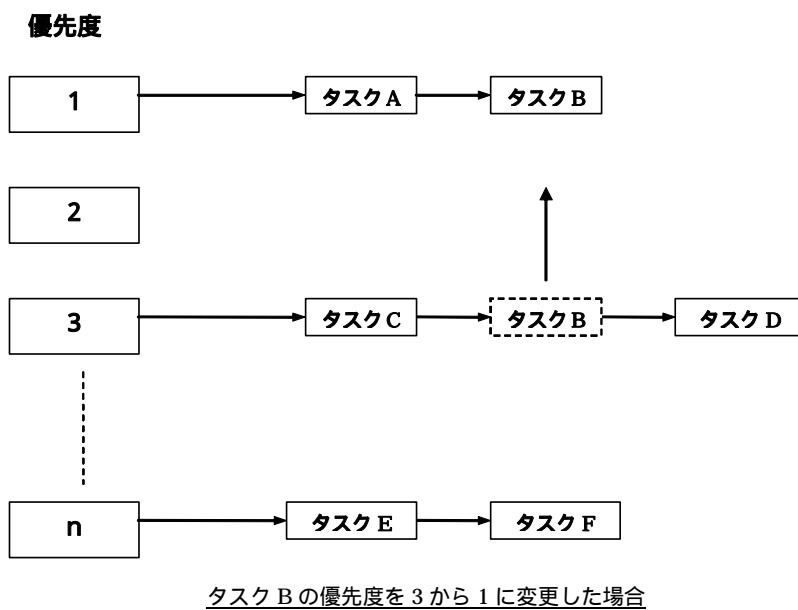 優先度
1 タスクA タスクB
2
3 タスクC タスクB タスクD
n タスクE タスクF
タスク B の優先度を 3 から 1 に変更した場合